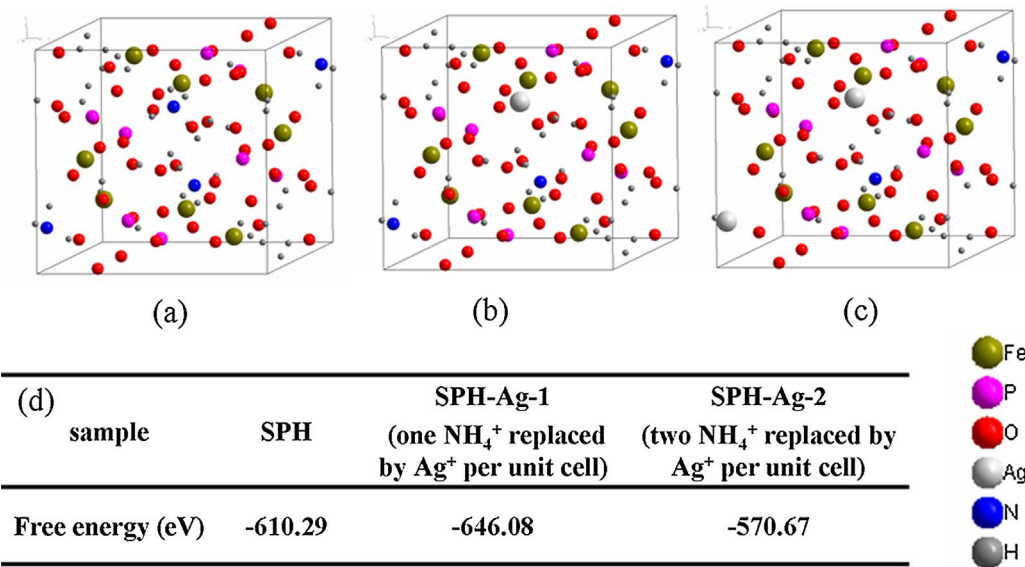 (a)
(b)
(c)
(d)
sample
SPH
SPH-Ag-1
(one NH₄⁺ replaced
by Ag⁺ per unit cell)
SPH-Ag-2
(two NH₄⁺ replaced by
Ag⁺ per unit cell)
Free energy (eV) -610.29 -646.08 -570.67
Fe
P
O
Ag
N
H